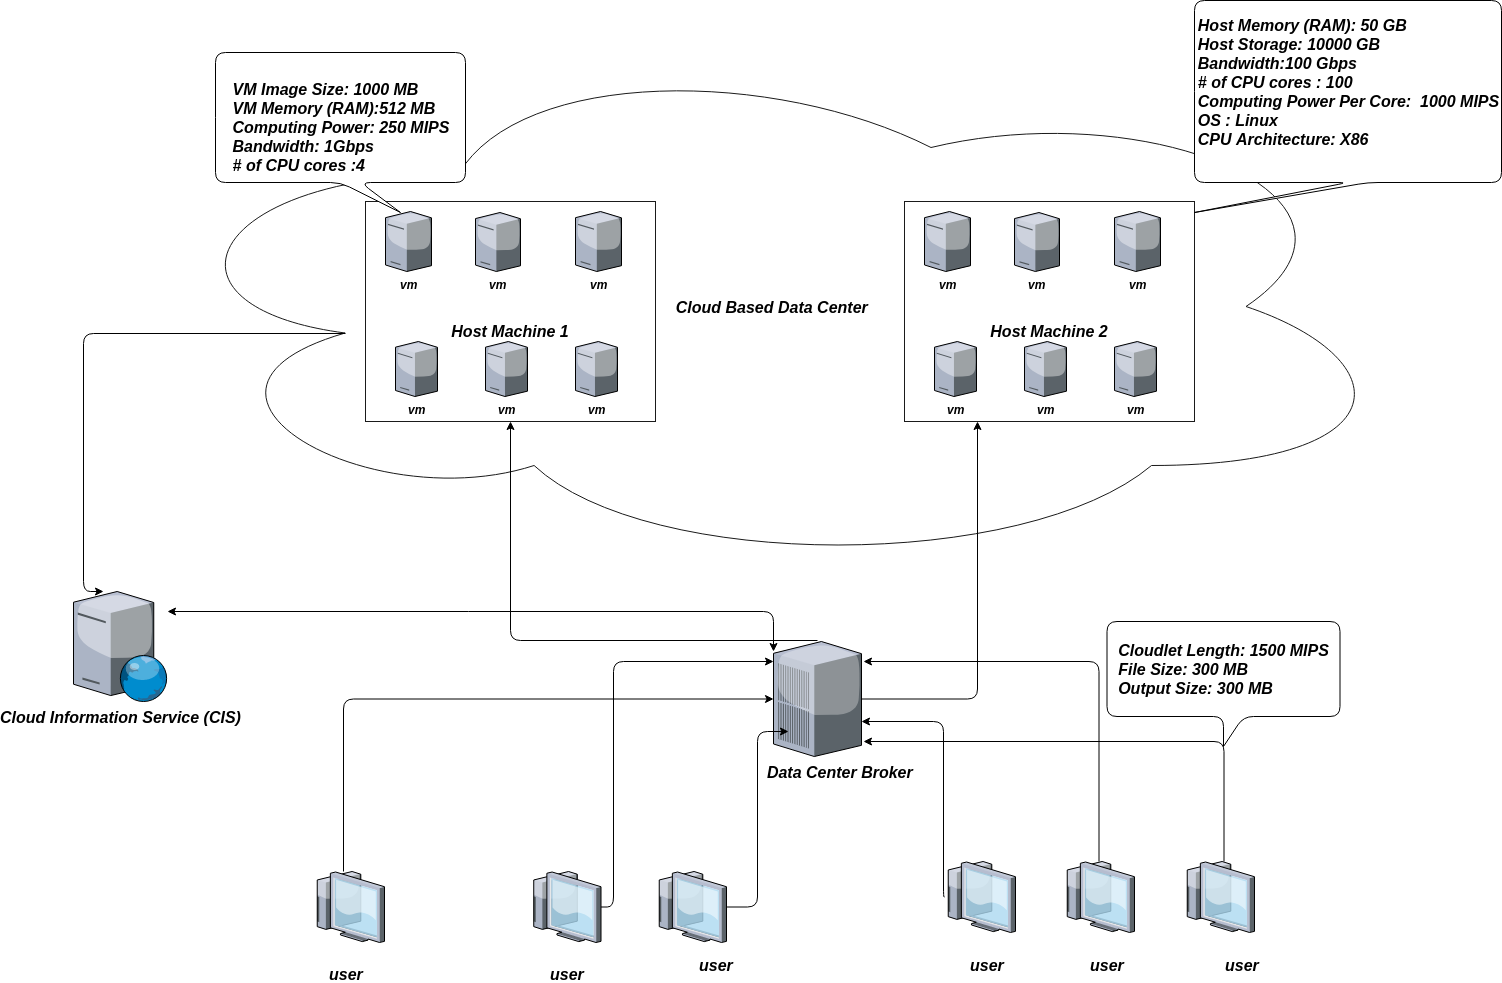 Host Memory (RAM): 50 GB
Host Storage: 10000 GB
Bandwidth:100 Gbps
# of CPU cores : 100
Computing Power Per Core:  1000 MIPS
OS : Linux
CPU Architecture: X86
VM Image Size: 1000 MB
VM Memory (RAM):512 MB
Computing Power: 250 MIPS
Bandwidth: 1Gbps
# of CPU cores :4
vm
vm
vm
vm
vm
vm
Cloud Based Data Center
Host Machine 1
Host Machine 2
vm
vm
vm
vm
vm
vm
Cloudlet Length: 1500 MIPS
File Size: 300 MB
Output Size: 300 MB
Cloud Information Service (CIS)
Data Center Broker
user
user
user
user
user
user